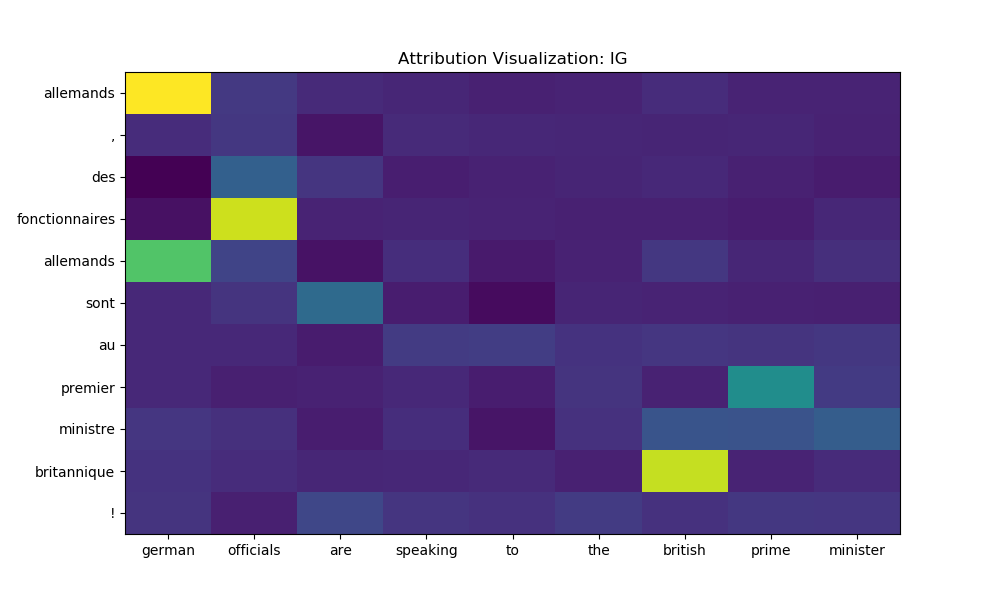 Attribution Visualization: IG
allemands
,
des
fonctionnaires
allemands
sont
au
premier
ministre
britannique
!
german officials are speaking to the british prime minister